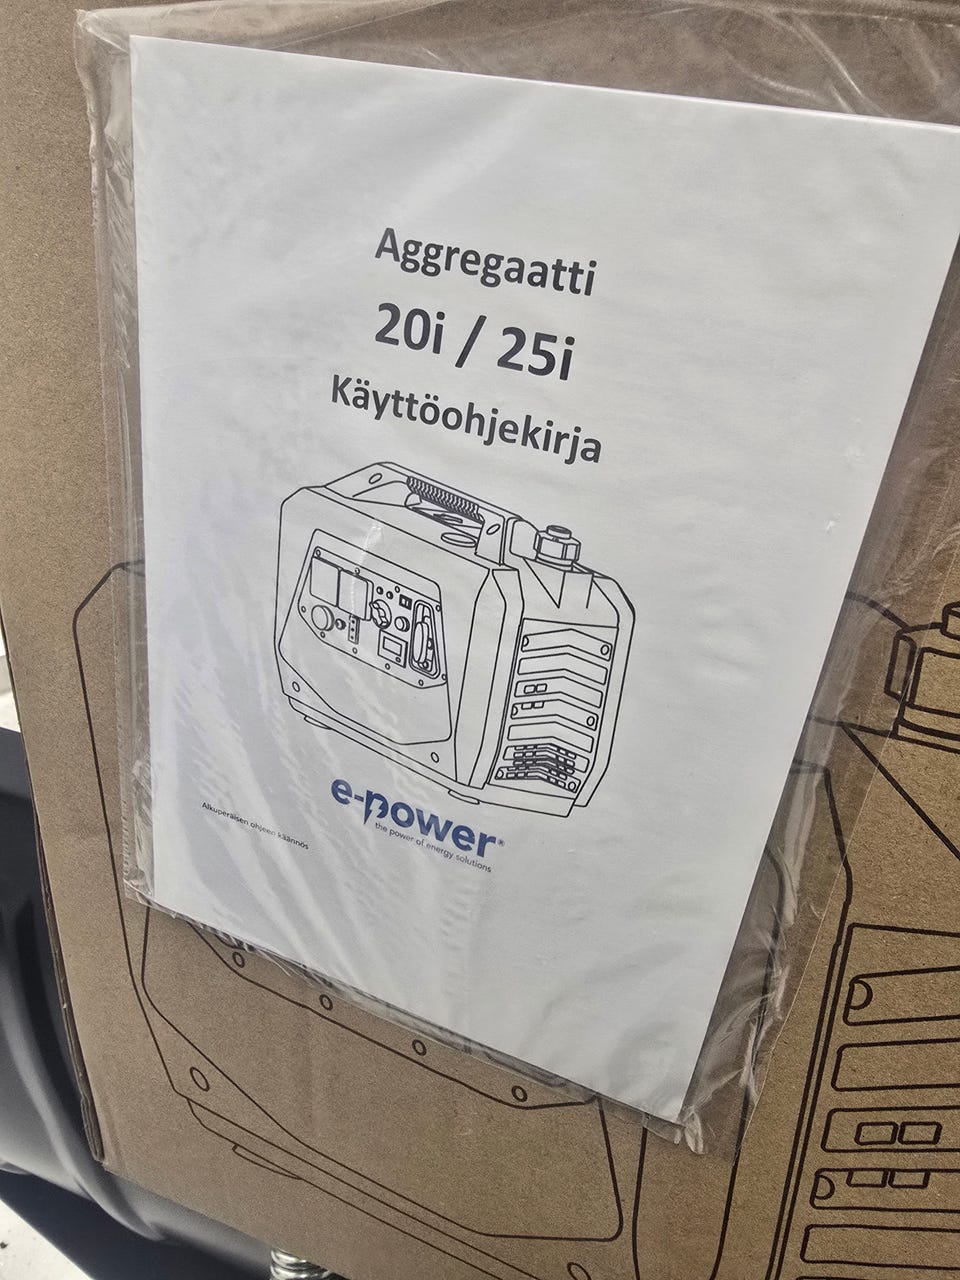 Aggregaatti
20i / 25i
Käyttöohjekirja
e-power®
the power of energy solutions
Alkuperäisen ohjeen käännös